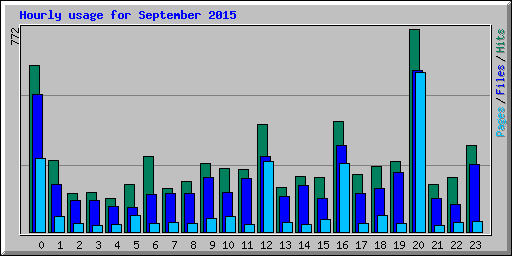 Hourly usage for September 2015
772
Pages/Files/Hits
0 1 2 3 4 5 6 7 8 9 10 11 12 13 14 15 16 17 18 19 20 21 22 23